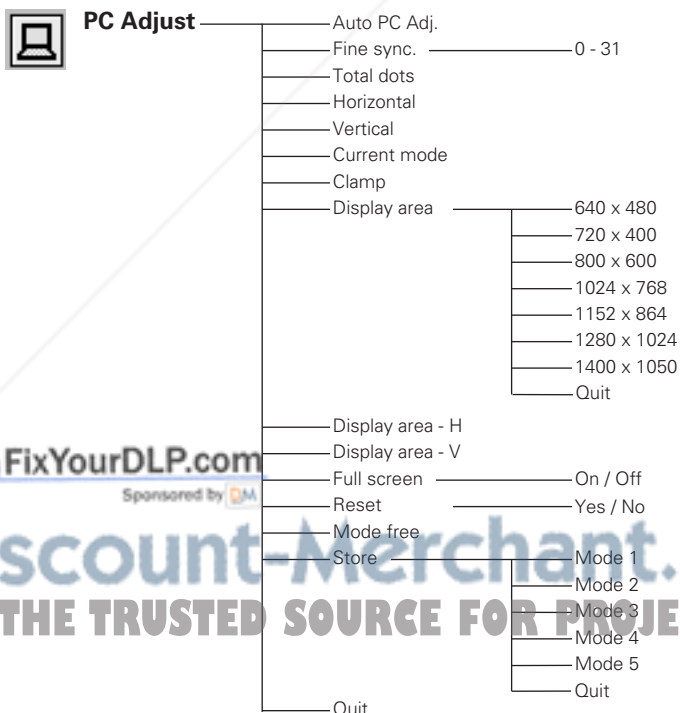 PC Adjust
Auto PC Adj.
Fine sync. 0 - 31
Total dots
Horizontal
Vertical
Current mode
Clamp
Display area 640 x 480
720 x 400
800 x 600
1024 x 768
1152 x 864
1280 x 1024
1400 x 1050
Quit
Display area - H
Display area - V
FixYourDLP.com
Full screen On / Off
Sponsored by DM
Reset Yes / No
Mode free
scount-Merchant.
Store Mode 1
Mode 2
THE TRUSTED SOURCE FOR PROJE
Mode 3
Mode 4
Mode 5
Quit
Quit